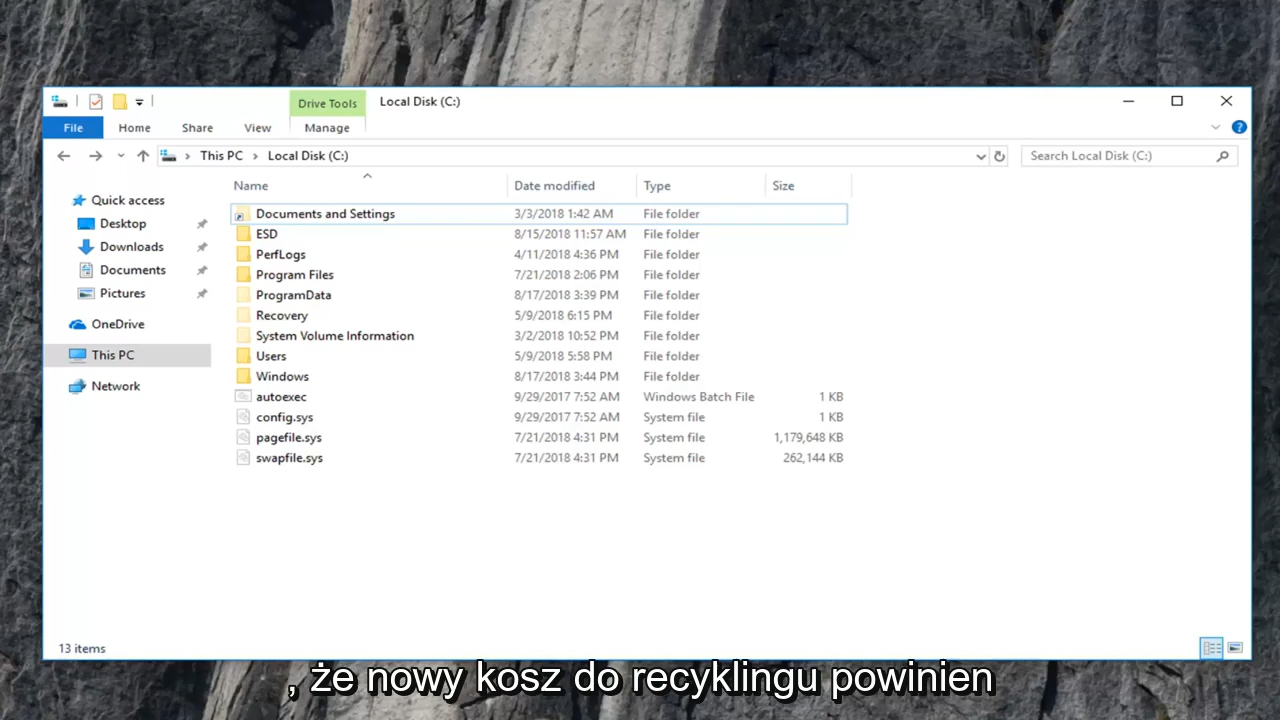 Drive Tools Local Disk (C:)
File Home Share View Manage
This PC Local Disk (C:) Search Local Disk (C:)
Name Date modified Type Size
Quick access
Desktop
Downloads
Documents
Pictures
OneDrive
This PC
Network
Documents and Settings 3/3/2018 1:42 AM File folder
ESD 8/15/2018 11:57 AM File folder
PerfLogs 4/11/2018 4:36 PM File folder
Program Files 7/21/2018 2:06 PM File folder
ProgramData 8/17/2018 3:39 PM File folder
Recovery 5/9/2018 6:15 PM File folder
System Volume Information 3/2/2018 10:52 PM File folder
Users 5/9/2018 5:58 PM File folder
Windows 8/17/2018 3:44 PM File folder
autoexec 9/29/2017 7:52 AM Windows Batch File 1 KB
config.sys 9/29/2017 7:52 AM System file 1 KB
pagefile.sys 7/21/2018 4:31 PM System file 1,179,648 KB
swapfile.sys 7/21/2018 4:31 PM System file 262,144 KB
13 items
, że nowy kosz do recyklingu powinien